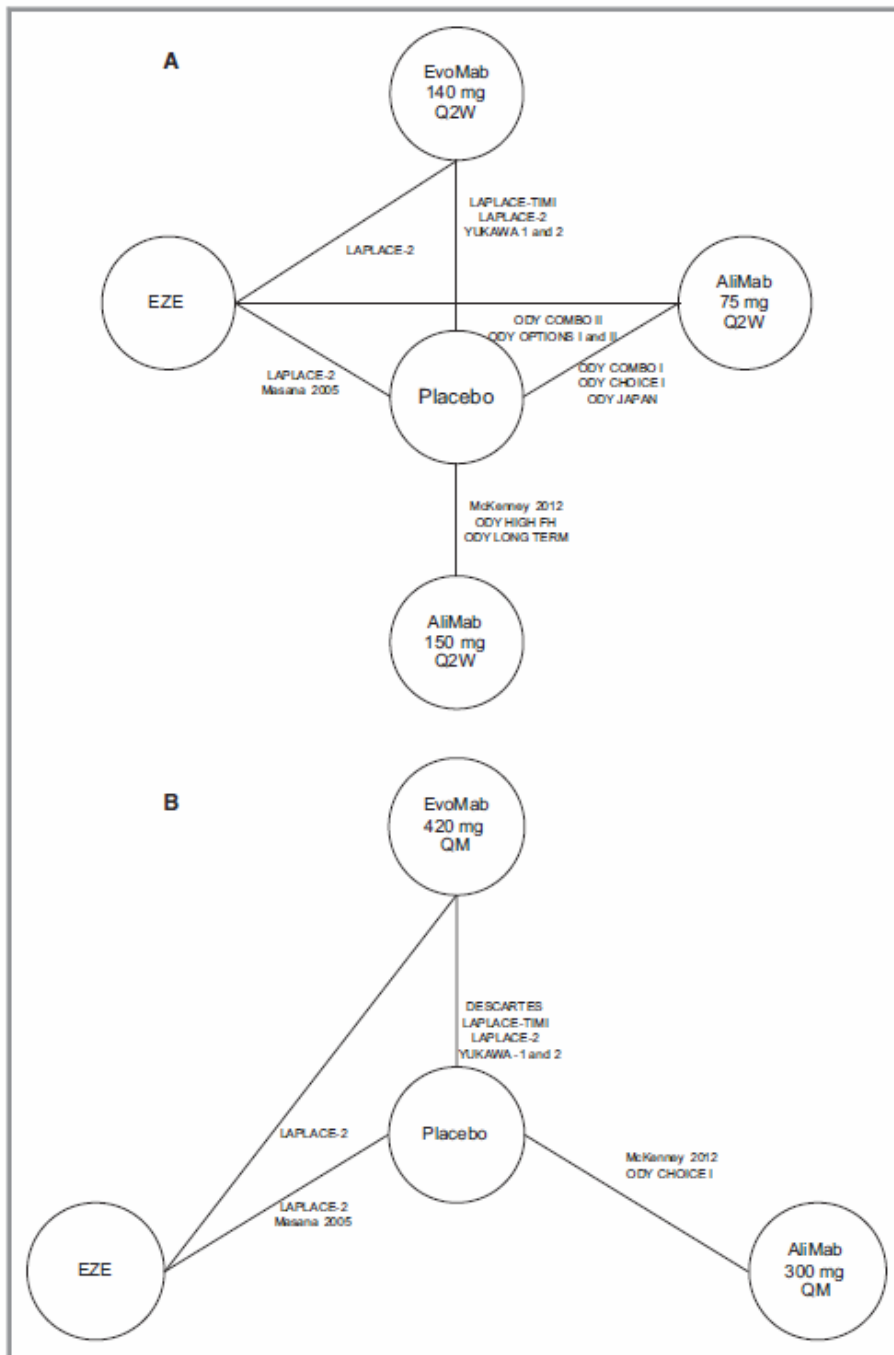 A
EvoMab
140 mg
Q2W
LAPLACE-TIMI
LAPLACE-2
YUKAWA 1 and 2
LAPLACE-2
EZE
AliMab
75 mg
Q2W
ODY COMBO II
ODY OPTIONS I and II
LAPLACE-2
Masana 2005
Placebo
ODY COMBO I
ODY CHOICE I
ODY JAPAN
McKenney 2012
ODY HIGH FH
ODY LONG TERM
AliMab
150 mg
Q2W
B
EvoMab
420 mg
QM
DESCARTES
LAPLACE-TIMI
LAPLACE-2
YUKAWA-1 and 2
LAPLACE-2
Placebo
McKenney 2012
ODY CHOICE I
LAPLACE-2
Masana 2005
EZE
AliMab
300 mg
QM